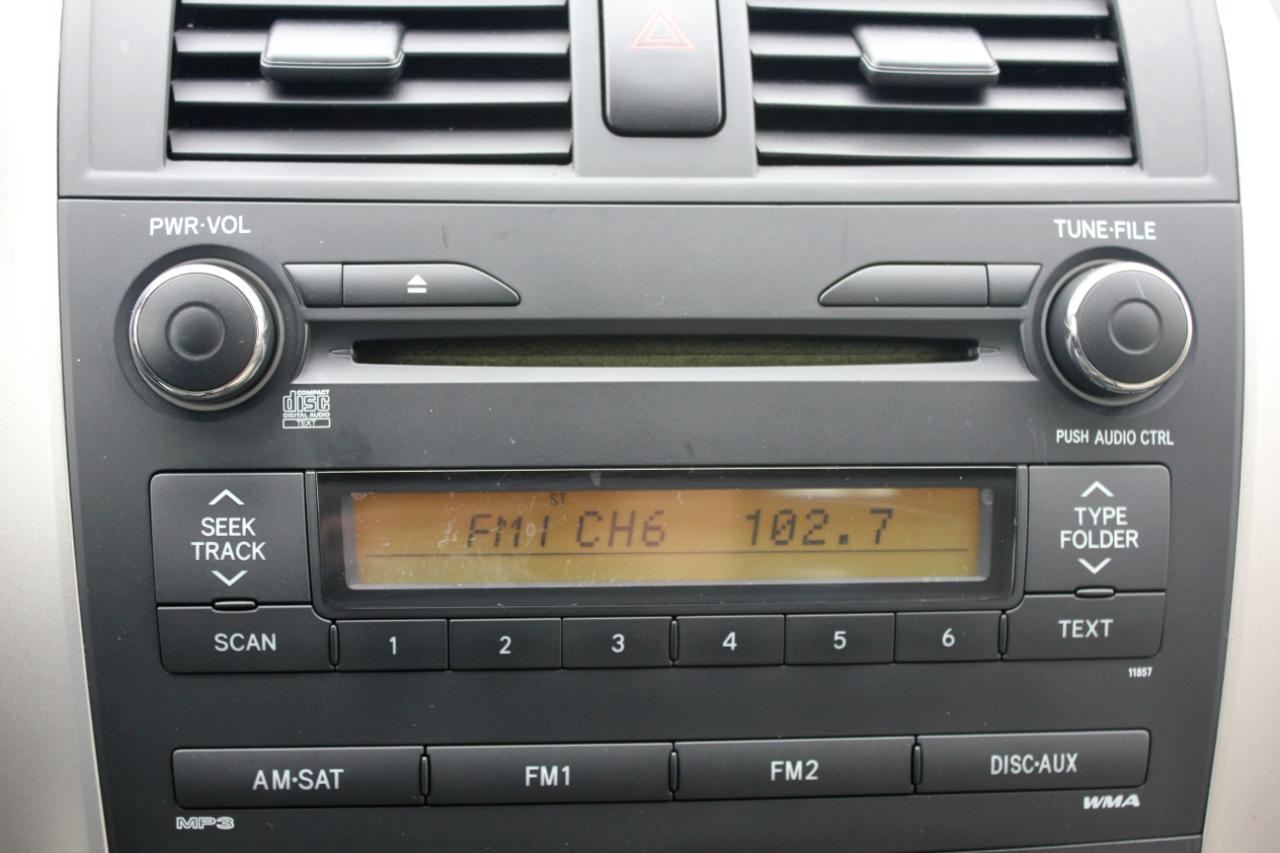 PWR·VOL
TUNE·FILE
COMPACT
disc
DIGITAL AUDIO
TEXT
PUSH AUDIO CTRL
SEEK
TRACK
ST
FM1 CH6 102.7
TYPE
FOLDER
SCAN
1
2
3
4
5
6
TEXT
11857
AM·SAT
FM1
FM2
DISC·AUX
MP3
WMA